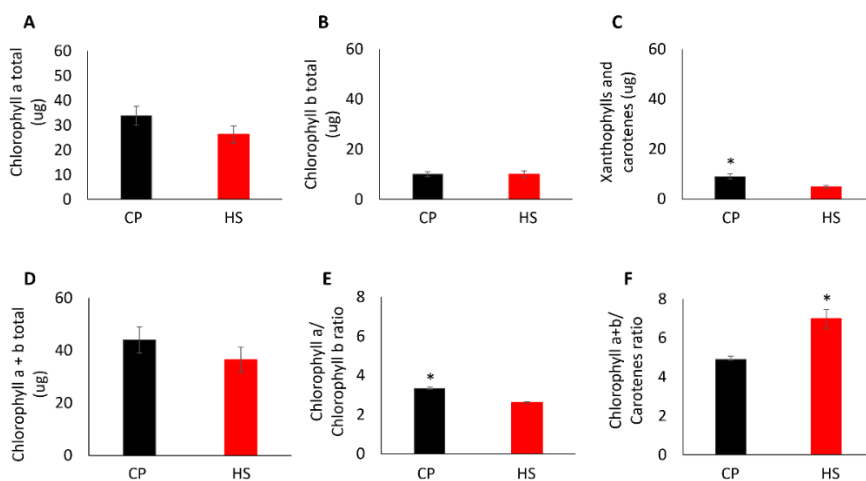 A
Chlorophyll a total
(ug)
60
50
40
30
20
10
0
CP
HS
B
Chlorophyll b total
(ug)
60
40
20
0
CP
HS
C
Xanthophylls and
carotenes (ug)
60
40
20
0
*
CP
HS
D
Chlorophyll a + b total
(ug)
60
40
20
0
CP
HS
E
Chlorophyll a/
Chlorophyll b ratio
8
6
4
2
0
*
CP
HS
F
Chlorophyll a+b/
Carotenes ratio
8
6
4
2
0
*
CP
HS